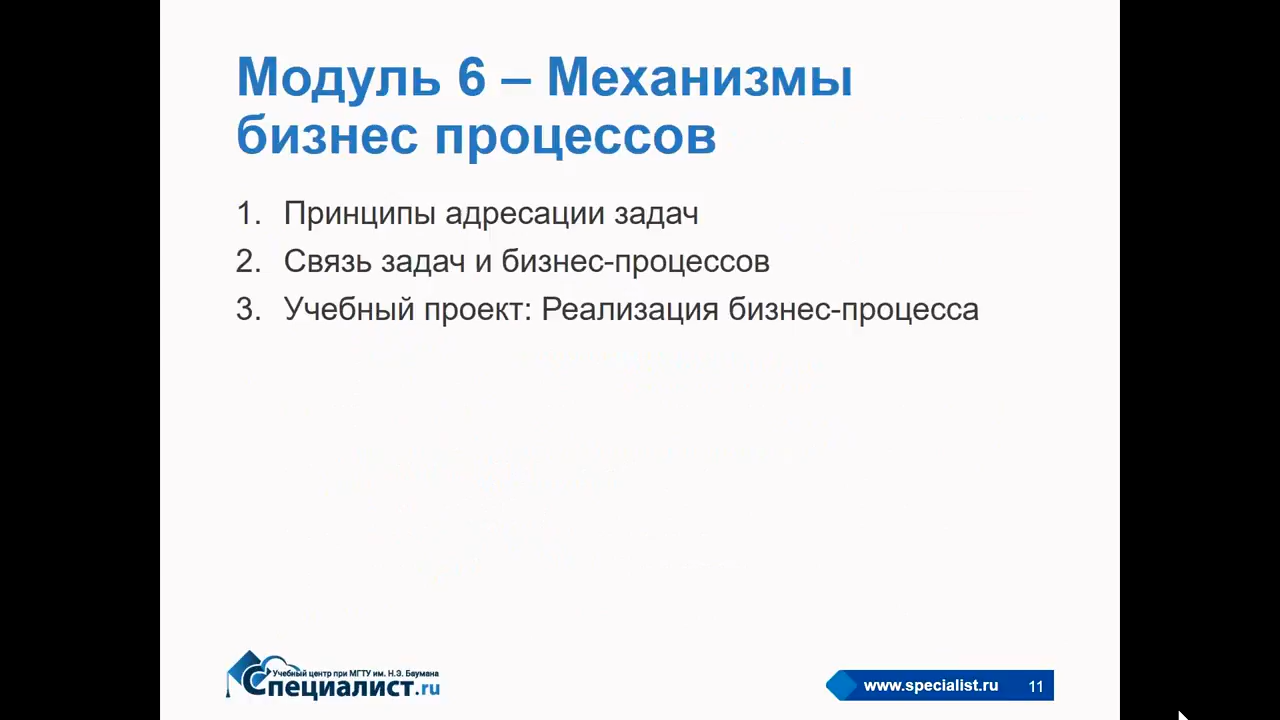 Модуль 6 – Механизмы
бизнес процессов
1. Принципы адресации задач
2. Связь задач и бизнес-процессов
3. Учебный проект: Реализация бизнес-процесса
Учебный центр при МГТУ им. Н.Э. Баумана
Специалист.ru
www.specialist.ru 11